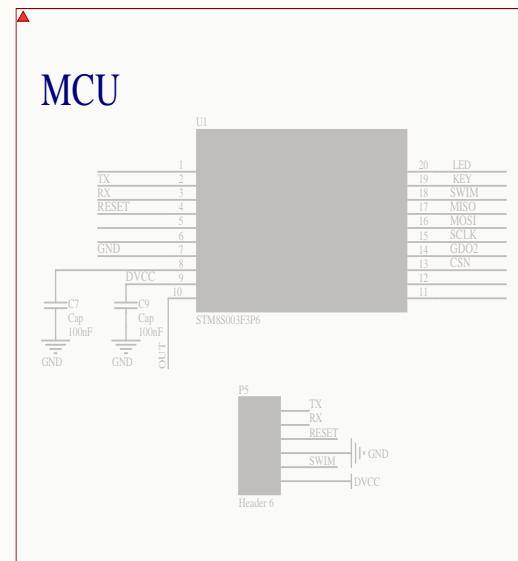 MCU
U1
1
TX 2
RX 3
RESET 4
5
6
GND 7
8
DVCC 9
10
20 LED
19 KEY
18 SWIM
17 MISO
16 MOSI
15 SCLK
14 GDO2
13 CSN
12
11
STM8S003F3P6
C7
Cap
100nF
GND
C9
Cap
100nF
GND
OUT
P5
TX
RX
RESET
GND
SWIM
DVCC
Header 6